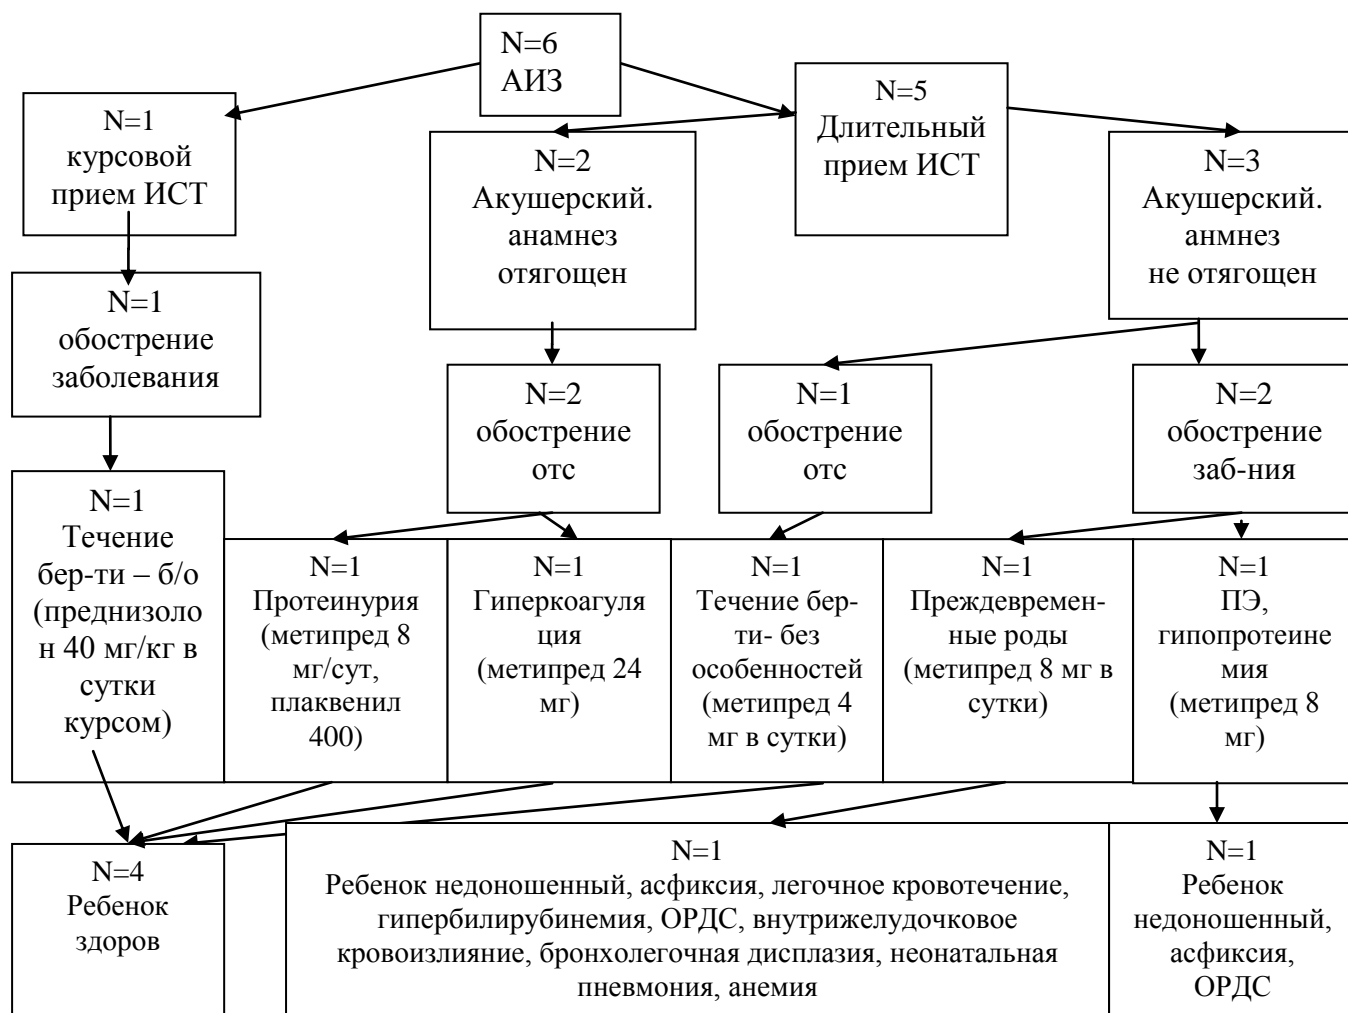 N=6
АИЗ
N=1
курсовой
прием ИСТ
N=5
Длительный
прием ИСТ
N=2
Акушерский.
анамнез
отягощен
N=3
Акушерский.
анмнез
не отягощен
N=1
обострение
заболевания
N=2
обострение
отс
N=1
обострение
отс
N=2
обострение
заб-ния
N=1
Течение
бер-ти – б/о
(преднизоло
н 40 мг/кг в
сутки
курсом)
N=1
Протеинурия
(метипред 8
мг/сут,
плаквенил
400)
N=1
Гиперкоагуля
ция
(метипред 24
мг)
N=1
Течение бер-
ти- без
особенностей
(метипред 4
мг в сутки)
N=1
Преждевремен-
ные роды
(метипред 8 мг в
сутки)
N=1
ПЭ,
гипопротеине
мия
(метипред 8
мг)
N=4
Ребенок
здоров
N=1
Ребенок недоношенный, асфиксия, легочное кровотечение,
гипербилирубинемия, ОРДС, внутрижелудочковое
кровоизлияние, бронхолегочная дисплазия, неонатальная
пневмония, анемия
N=1
Ребенок
недоношенный,
асфиксия,
ОРДС